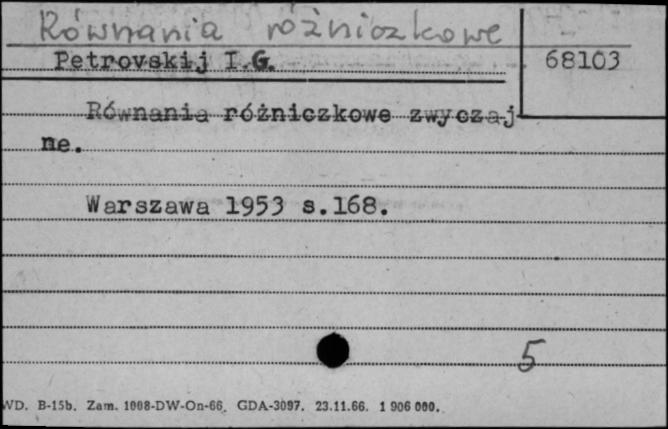 Równania różniczkowe
Petrovskij I.G.
68103
Równania różniczkowe zwyczaj
ne.
Warszawa 1953 s.168.
5
WD. B-15b. Zam. 1008-DW-On-66. GDA-3097. 23.11.66. 1 906 000.